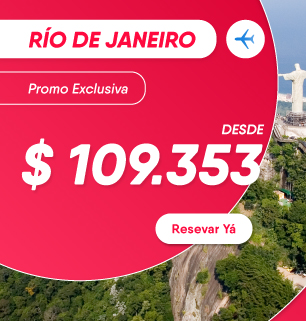 RÍO DE JANEIRO
Promo Exclusiva
DESDE
$ 109.353
Resevar Yá